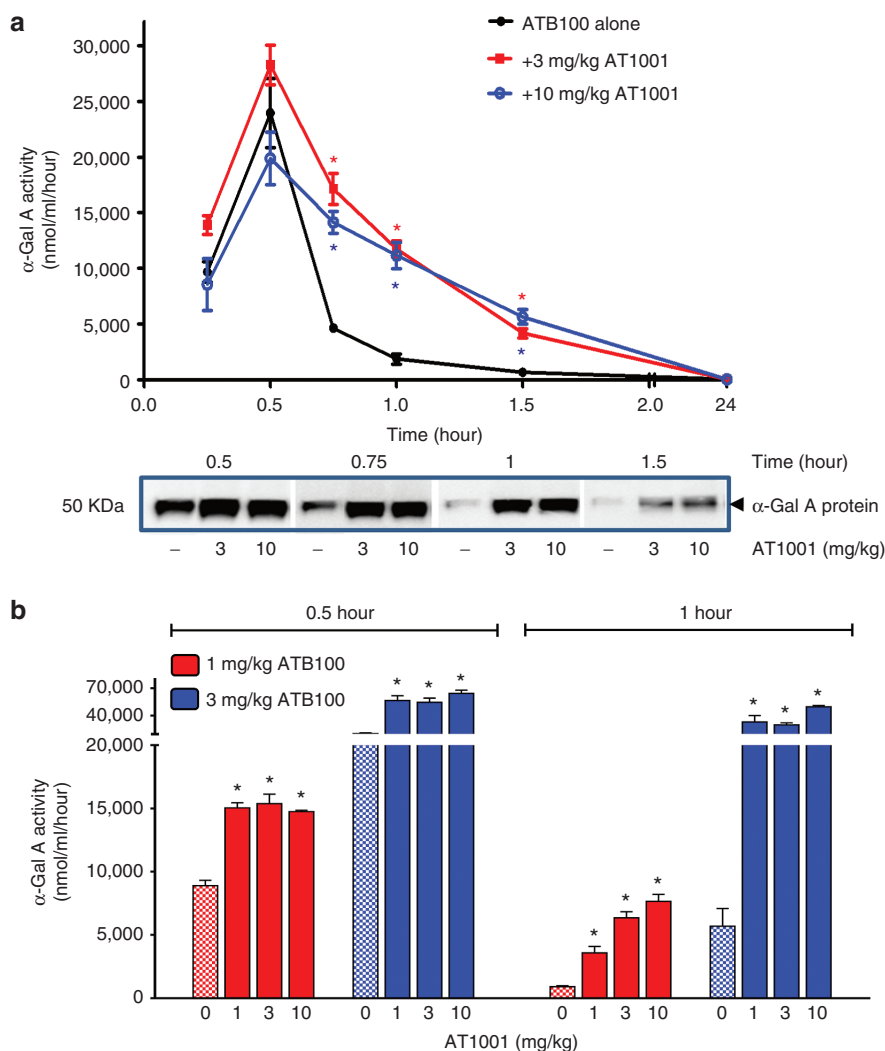 a
ATB100 alone
+3 mg/kg AT1001
+10 mg/kg AT1001
α-Gal A activity
(nmol/ml/hour)
30,000
25,000
20,000
15,000
10,000
5,000
0
* * *
* * *
0.0 0.5 1.0 1.5 2.0 24
Time (hour)
0.5 0.75 1 1.5 Time (hour)
50 KDa α-Gal A protein
– 3 10 – 3 10 – 3 10 – 3 10 AT1001 (mg/kg)
b
0.5 hour 1 hour
1 mg/kg ATB100
3 mg/kg ATB100
α-Gal A activity
(nmol/ml/hour)
70,000
40,000
20,000
15,000
10,000
5,000
0
* * * * * * * * * * * *
0 1 3 10 0 1 3 10 0 1 3 10 0 1 3 10
AT1001 (mg/kg)